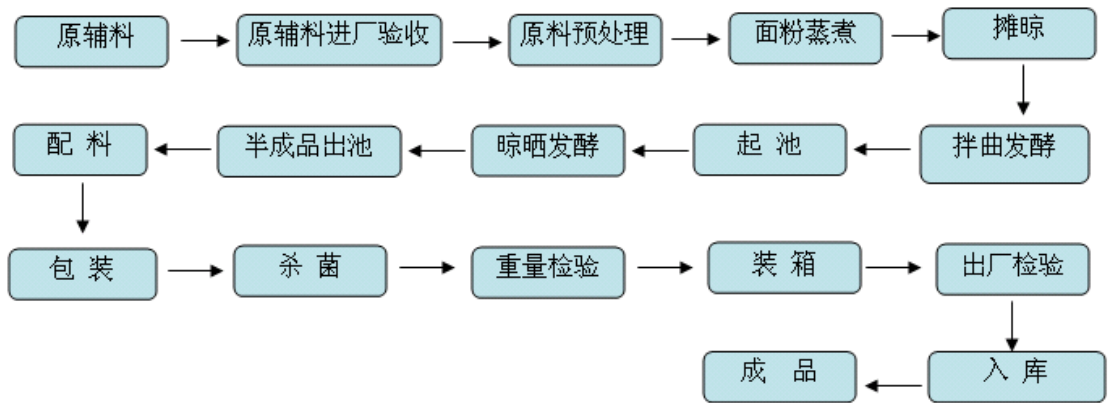 原辅料
原辅料进厂验收
原料预处理
面粉蒸煮
摊晾
拌曲发酵
起 池
晾晒发酵
半成品出池
配 料
包 装
杀 菌
重量检验
装 箱
出厂检验
入 库
成 品